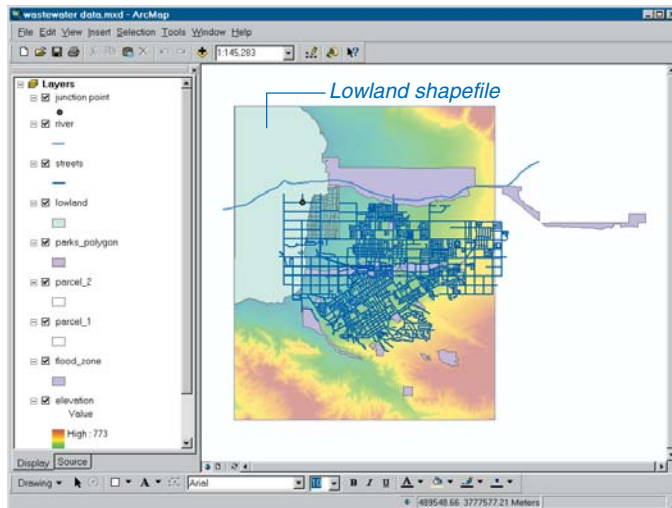 wastewater data.mxd - ArcMap
File Edit View Insert Selection Tools Window Help
1:145,283
Layers
junction point
river
streets
lowland
parks_polygon
parcel_2
parcel_1
flood_zone
elevation
Value
High : 773
Display Source
Lowland shapefile
Drawing Arial 10 B I U A
489548.66 3777577.21 Meters